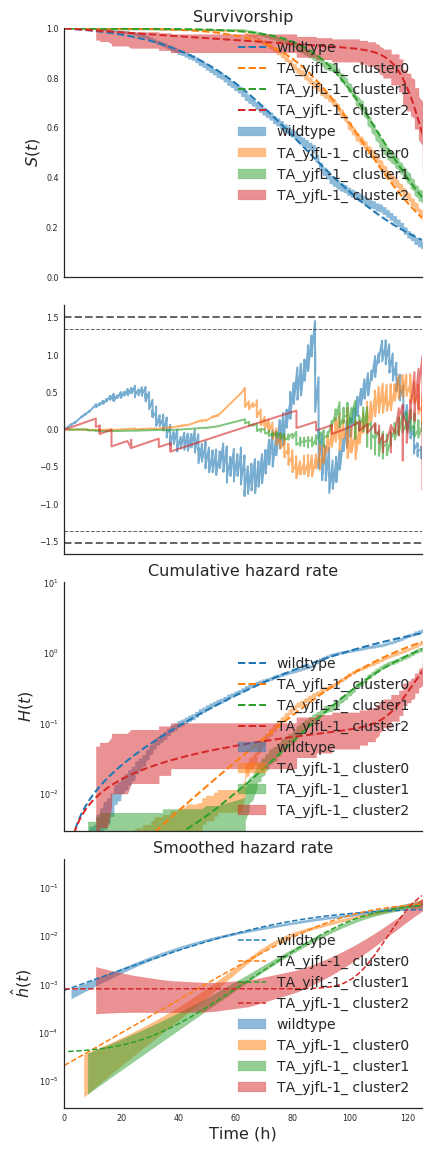 Survivorship
1.0
0.8
0.6
0.4
0.2
0.0
S(t)
wildtype
TA_yjfL-1_ cluster0
TA_yjfL-1_ cluster1
TA_yjfL-1_ cluster2
wildtype
TA_yjfL-1_ cluster0
TA_yjfL-1_ cluster1
TA_yjfL-1_ cluster2
1.5
1.0
0.5
0.0
−0.5
−1.0
−1.5
Cumulative hazard rate
10¹
10⁰
10⁻¹
10⁻²
H(t)
wildtype
TA_yjfL-1_ cluster0
TA_yjfL-1_ cluster1
TA_yjfL-1_ cluster2
wildtype
TA_yjfL-1_ cluster0
TA_yjfL-1_ cluster1
TA_yjfL-1_ cluster2
Smoothed hazard rate
10⁻¹
10⁻²
10⁻³
10⁻⁴
10⁻⁵
ĥ(t)
wildtype
TA_yjfL-1_ cluster0
TA_yjfL-1_ cluster1
TA_yjfL-1_ cluster2
wildtype
TA_yjfL-1_ cluster0
TA_yjfL-1_ cluster1
TA_yjfL-1_ cluster2
0 20 40 60 80 100 120
Time (h)